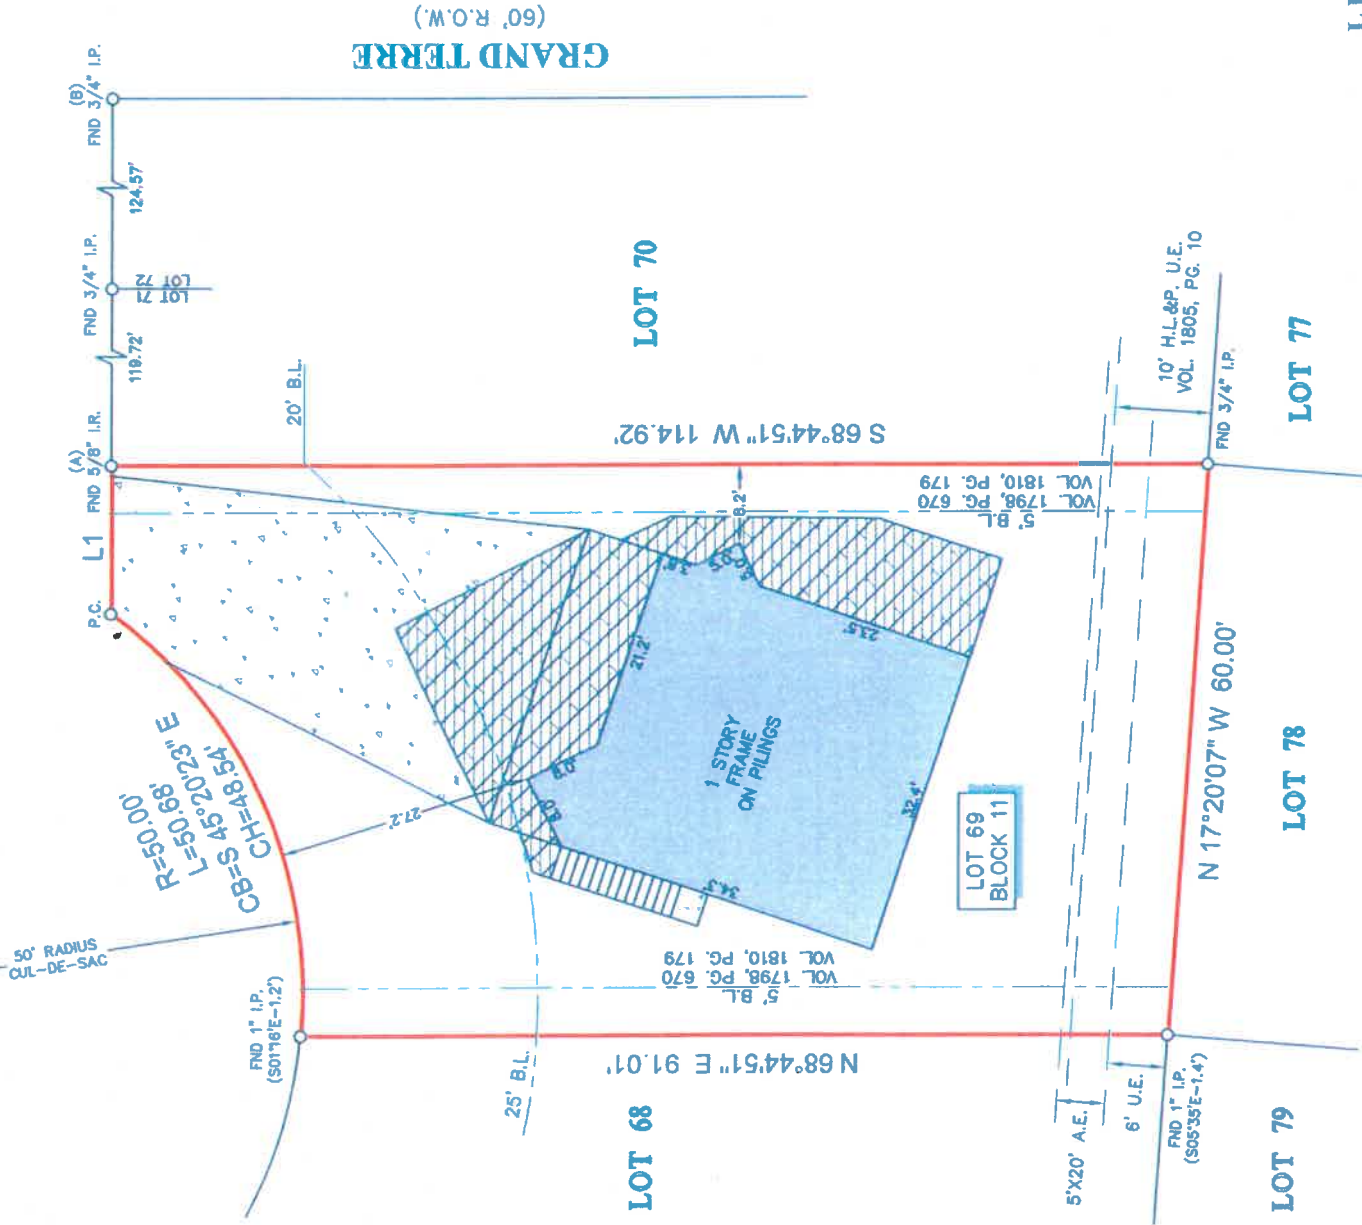 (60' R.O.W.)
GRAND TERRE
(B)
FND 3/4" I.P.
124.57'
FND 3/4" I.P.
LOT 72
LOT 71
119.72'
(A)
FND 5/8" I.R.
L1
P.C.
20' B.L.
LOT 70
S 68°44'51" W 114.92'
10' H.L.&P. U.E.
VOL. 1805, PG. 10
FND 3/4" I.P.
LOT 77
5' B.L.
VOL. 1798, PG. 670
VOL. 1810, PG. 179
8.2'
21.2'
23.5'
8.0'
8.0'
27.2'
34.3'
32.4'
1 STORY
FRAME
ON PILINGS
R=50.00'
L=50.68'
CB=S 45°20'23" E
CH=48.54'
50' RADIUS
CUL-DE-SAC
FND 1" I.P.
(S01°16'E-1.2')
LOT 69
BLOCK 11
N 17°20'07" W 60.00'
LOT 78
5' B.L.
VOL. 1798, PG. 670
VOL. 1810, PG. 179
N 68°44'51" E 91.01'
25' B.L.
LOT 68
5'X20' A.E.
6' U.E.
FND 1" I.P.
(S05°35'E-1.4')
LOT 79